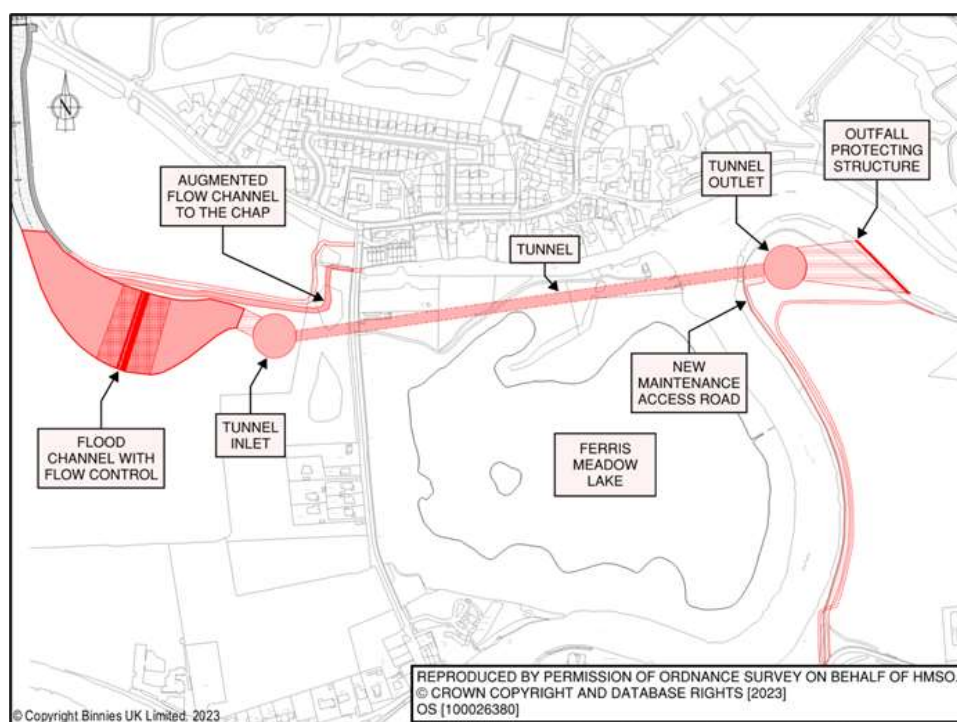 OUTFALL
PROTECTING
STRUCTURE
TUNNEL
OUTLET
AUGMENTED
FLOW CHANNEL
TO THE CHAP
TUNNEL
N
NEW
MAINTENANCE
ACCESS ROAD
TUNNEL
INLET
FLOOD
CHANNEL WITH
FLOW CONTROL
FERRIS
MEADOW
LAKE
REPRODUCED BY PERMISSION OF ORDNANCE SURVEY ON BEHALF OF HMSO.
© CROWN COPYRIGHT AND DATABASE RIGHTS [2023]
OS [100026380]
© Copyright Binnies UK Limited, 2023